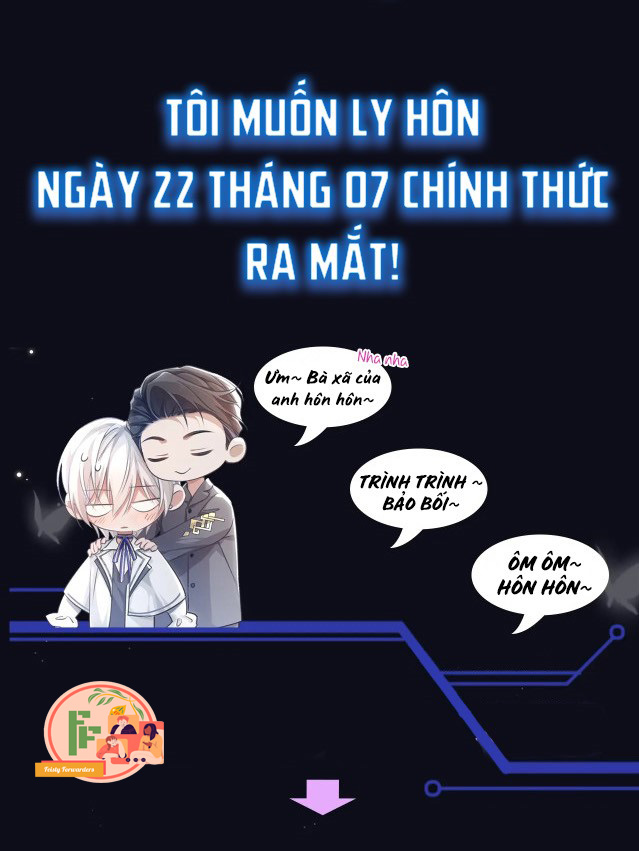 TÔI MUỐN LY HÔN
NGÀY 22 THÁNG 07 CHÍNH THỨC
RA MẮT!
Nha nha
Ưm~ Bà xã của
anh hôn hôn~
TRÌNH TRÌNH ~
BẢO BỐI~
ÔM ÔM~
HÔN HÔN~
FF
Feisty Forwarders